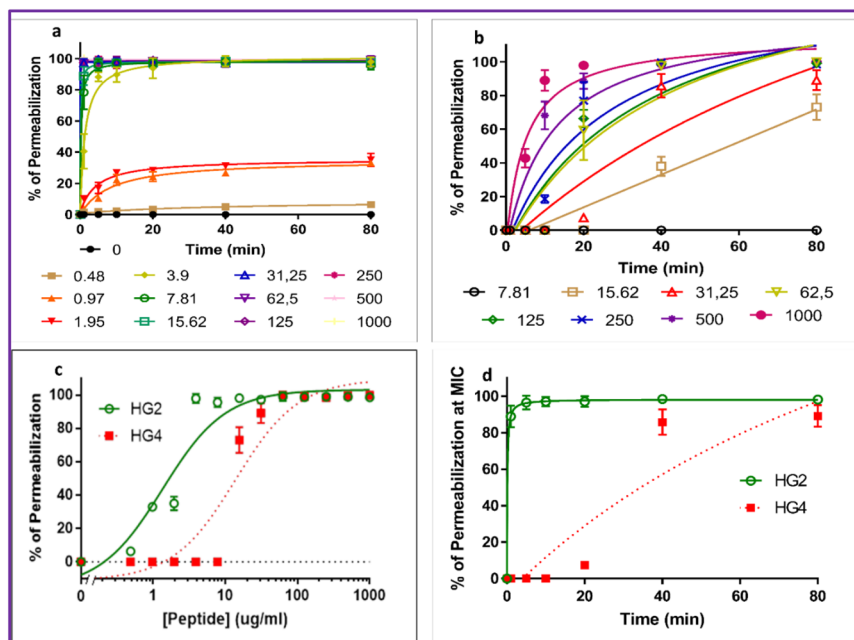 a
% of Permeabilization
100
80
60
40
20
0
0 20 40 60 80
Time (min)
0
0.48 3.9 31,25 250
0.97 7.81 62,5 500
1.95 15.62 125 1000
b
% of Permeabilization
100
80
60
40
20
0
0 20 40 60 80
Time (min)
7.81 15.62 31,25 62,5
125 250 500 1000
c
% of Permeabilization
100
80
60
40
20
0
HG2
HG4
0 1 10 100 1000
[Peptide] (ug/ml)
d
% of Permeabilization at MIC
100
80
60
40
20
0
HG2
HG4
0 20 40 60 80
Time (min)